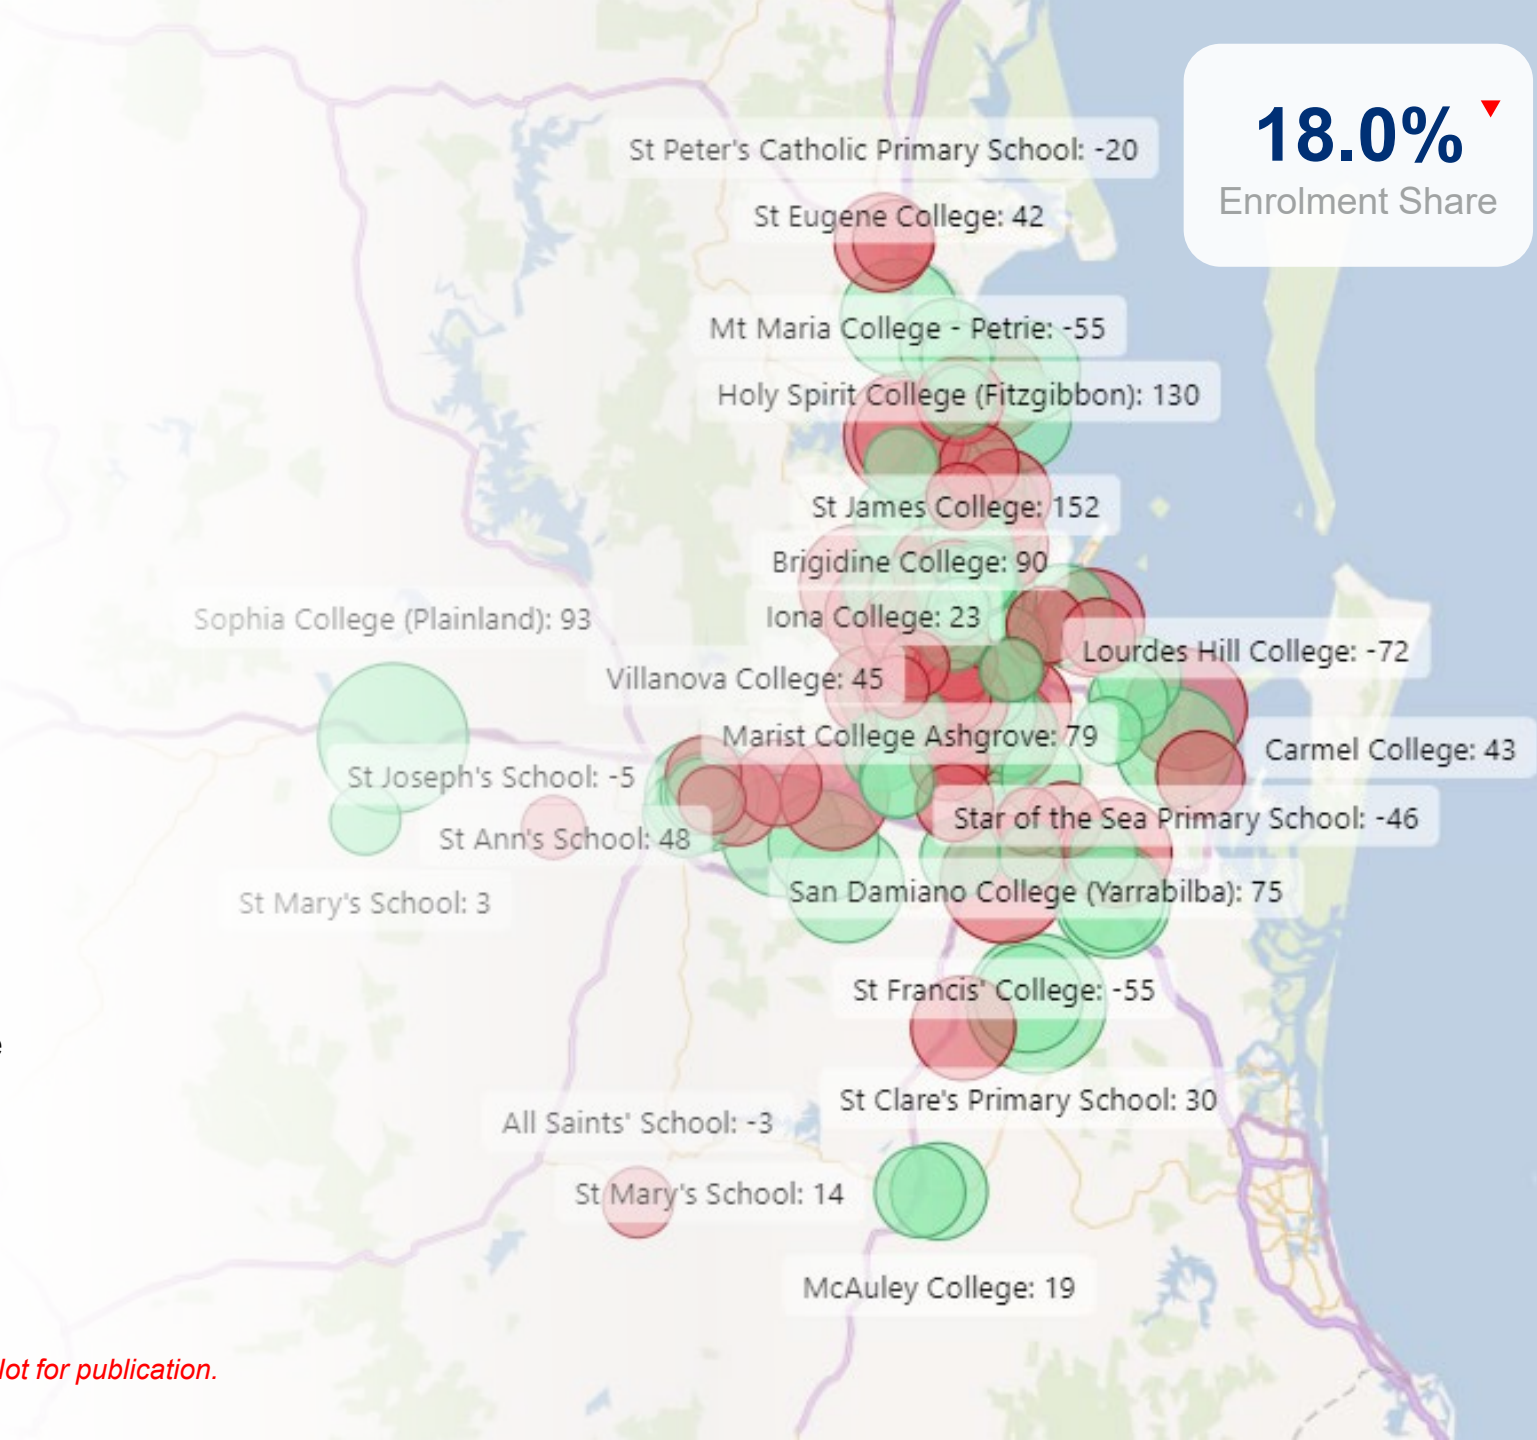 18.0%
Enrolment Share
St Peter's Catholic Primary School: -20
St Eugene College: 42
Mt Maria College - Petrie: -55
Holy Spirit College (Fitzgibbon): 130
St James College: 152
Brigidine College: 90
Iona College: 23
Sophia College (Plainland): 93
Lourdes Hill College: -72
Villanova College: 45
Marist College Ashgrove: 79
Carmel College: 43
St Joseph's School: -5
Star of the Sea Primary School: -46
St Ann's School: 48
San Damiano College (Yarrabilba): 75
St Mary's School: 3
St Francis' College: -55
St Clare's Primary School: 30
All Saints' School: -3
St Mary's School: 14
McAuley College: 19
for publication.